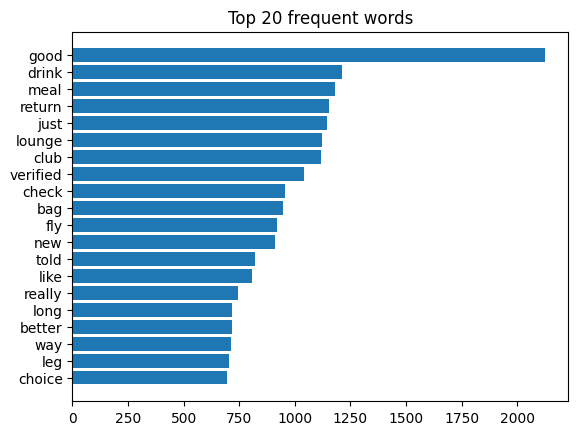 Top 20 frequent words
good
drink
meal
return
just
lounge
club
verified
check
bag
fly
new
told
like
really
long
better
way
leg
choice
0 250 500 750 1000 1250 1500 1750 2000